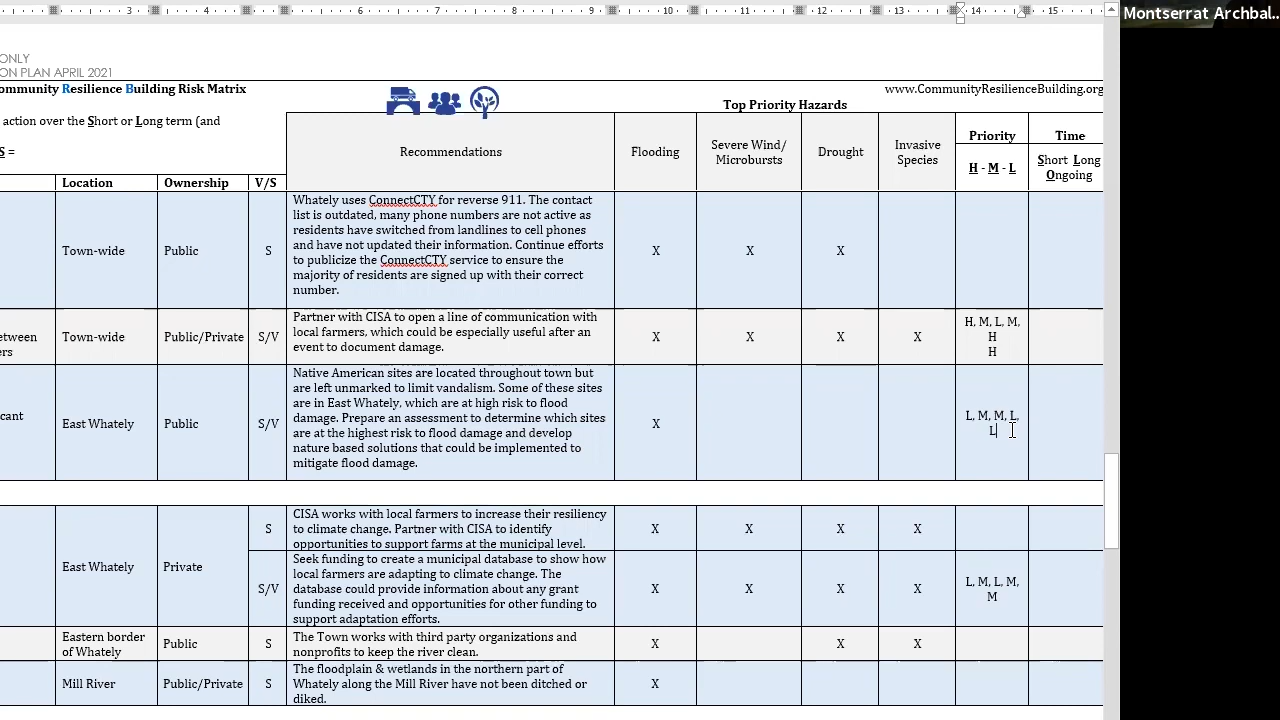 3 4 5 6 7 8 9 10 11 12 13 14 15
Montserrat Archbal..
ONLY
ON PLAN APRIL 2021
ommunity Resilience Building Risk Matrix
www.CommunityResilienceBuilding.org
Top Priority Hazards
action over the Short or Long term (and
S =
Recommendations
Flooding
Severe Wind/
Microbursts
Drought
Invasive
Species
Priority
H - M - L
Time
Short Long
Ongoing
Location
Ownership
V/S
Town-wide
Public
S
Whately uses ConnectCTY for reverse 911. The contact
list is outdated, many phone numbers are not active as
residents have switched from landlines to cell phones
and have not updated their information. Continue efforts
to publicize the ConnectCTY service to ensure the
majority of residents are signed up with their correct
number.
X
X
X
etween
ers
Town-wide
Public/Private
S/V
Partner with CISA to open a line of communication with
local farmers, which could be especially useful after an
event to document damage.
X
X
X
X
H, M, L, M,
H
H
cant
East Whately
Public
S/V
Native American sites are located throughout town but
are left unmarked to limit vandalism. Some of these sites
are in East Whately, which are at high risk to flood
damage. Prepare an assessment to determine which sites
are at the highest risk to flood damage and develop
nature based solutions that could be implemented to
mitigate flood damage.
X
L, M, M, L,
L
East Whately
Private
S
CISA works with local farmers to increase their resiliency
to climate change. Partner with CISA to identify
opportunities to support farms at the municipal level.
X
X
X
X
S/V
Seek funding to create a municipal database to show how
local farmers are adapting to climate change. The
database could provide information about any grant
funding received and opportunities for other funding to
support adaptation efforts.
X
X
X
X
L, M, L, M,
M
Eastern border
of Whately
Public
S
The Town works with third party organizations and
nonprofits to keep the river clean.
X
X
X
Mill River
Public/Private
S
The floodplain & wetlands in the northern part of
Whately along the Mill River have not been ditched or
diked.
X